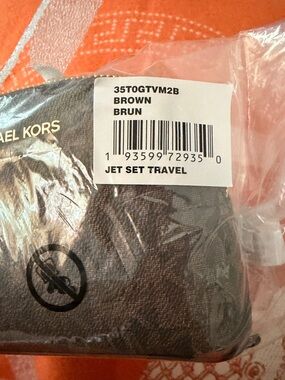 35T0GTVM2B
BROWN
BRUN
AEL KORS
1 93599 72935 0
JET SET TRAVEL